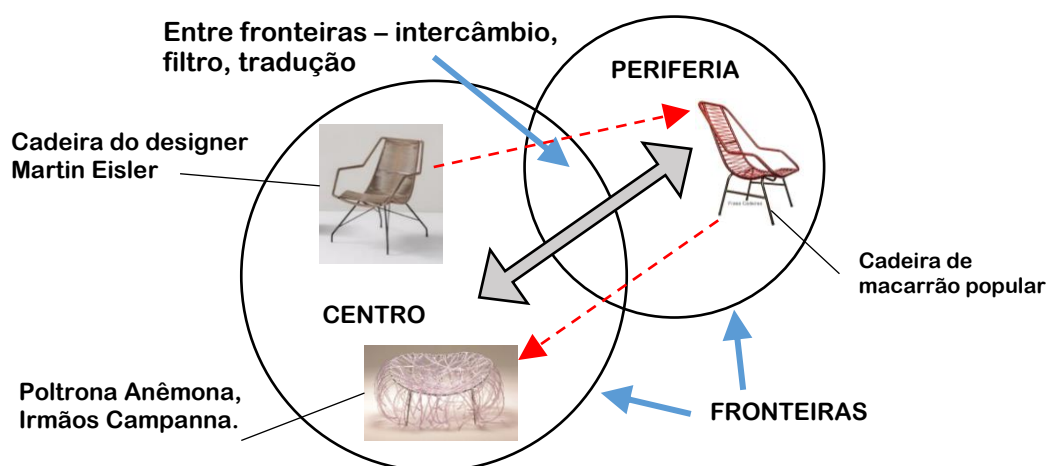 Entre fronteiras – intercâmbio,
filtro, tradução
PERIFERIA
Cadeira do designer
Martin Eisler
Cadeira de
macarrão popular
CENTRO
Poltrona Anêmona,
Irmãos Campanna.
FRONTEIRAS